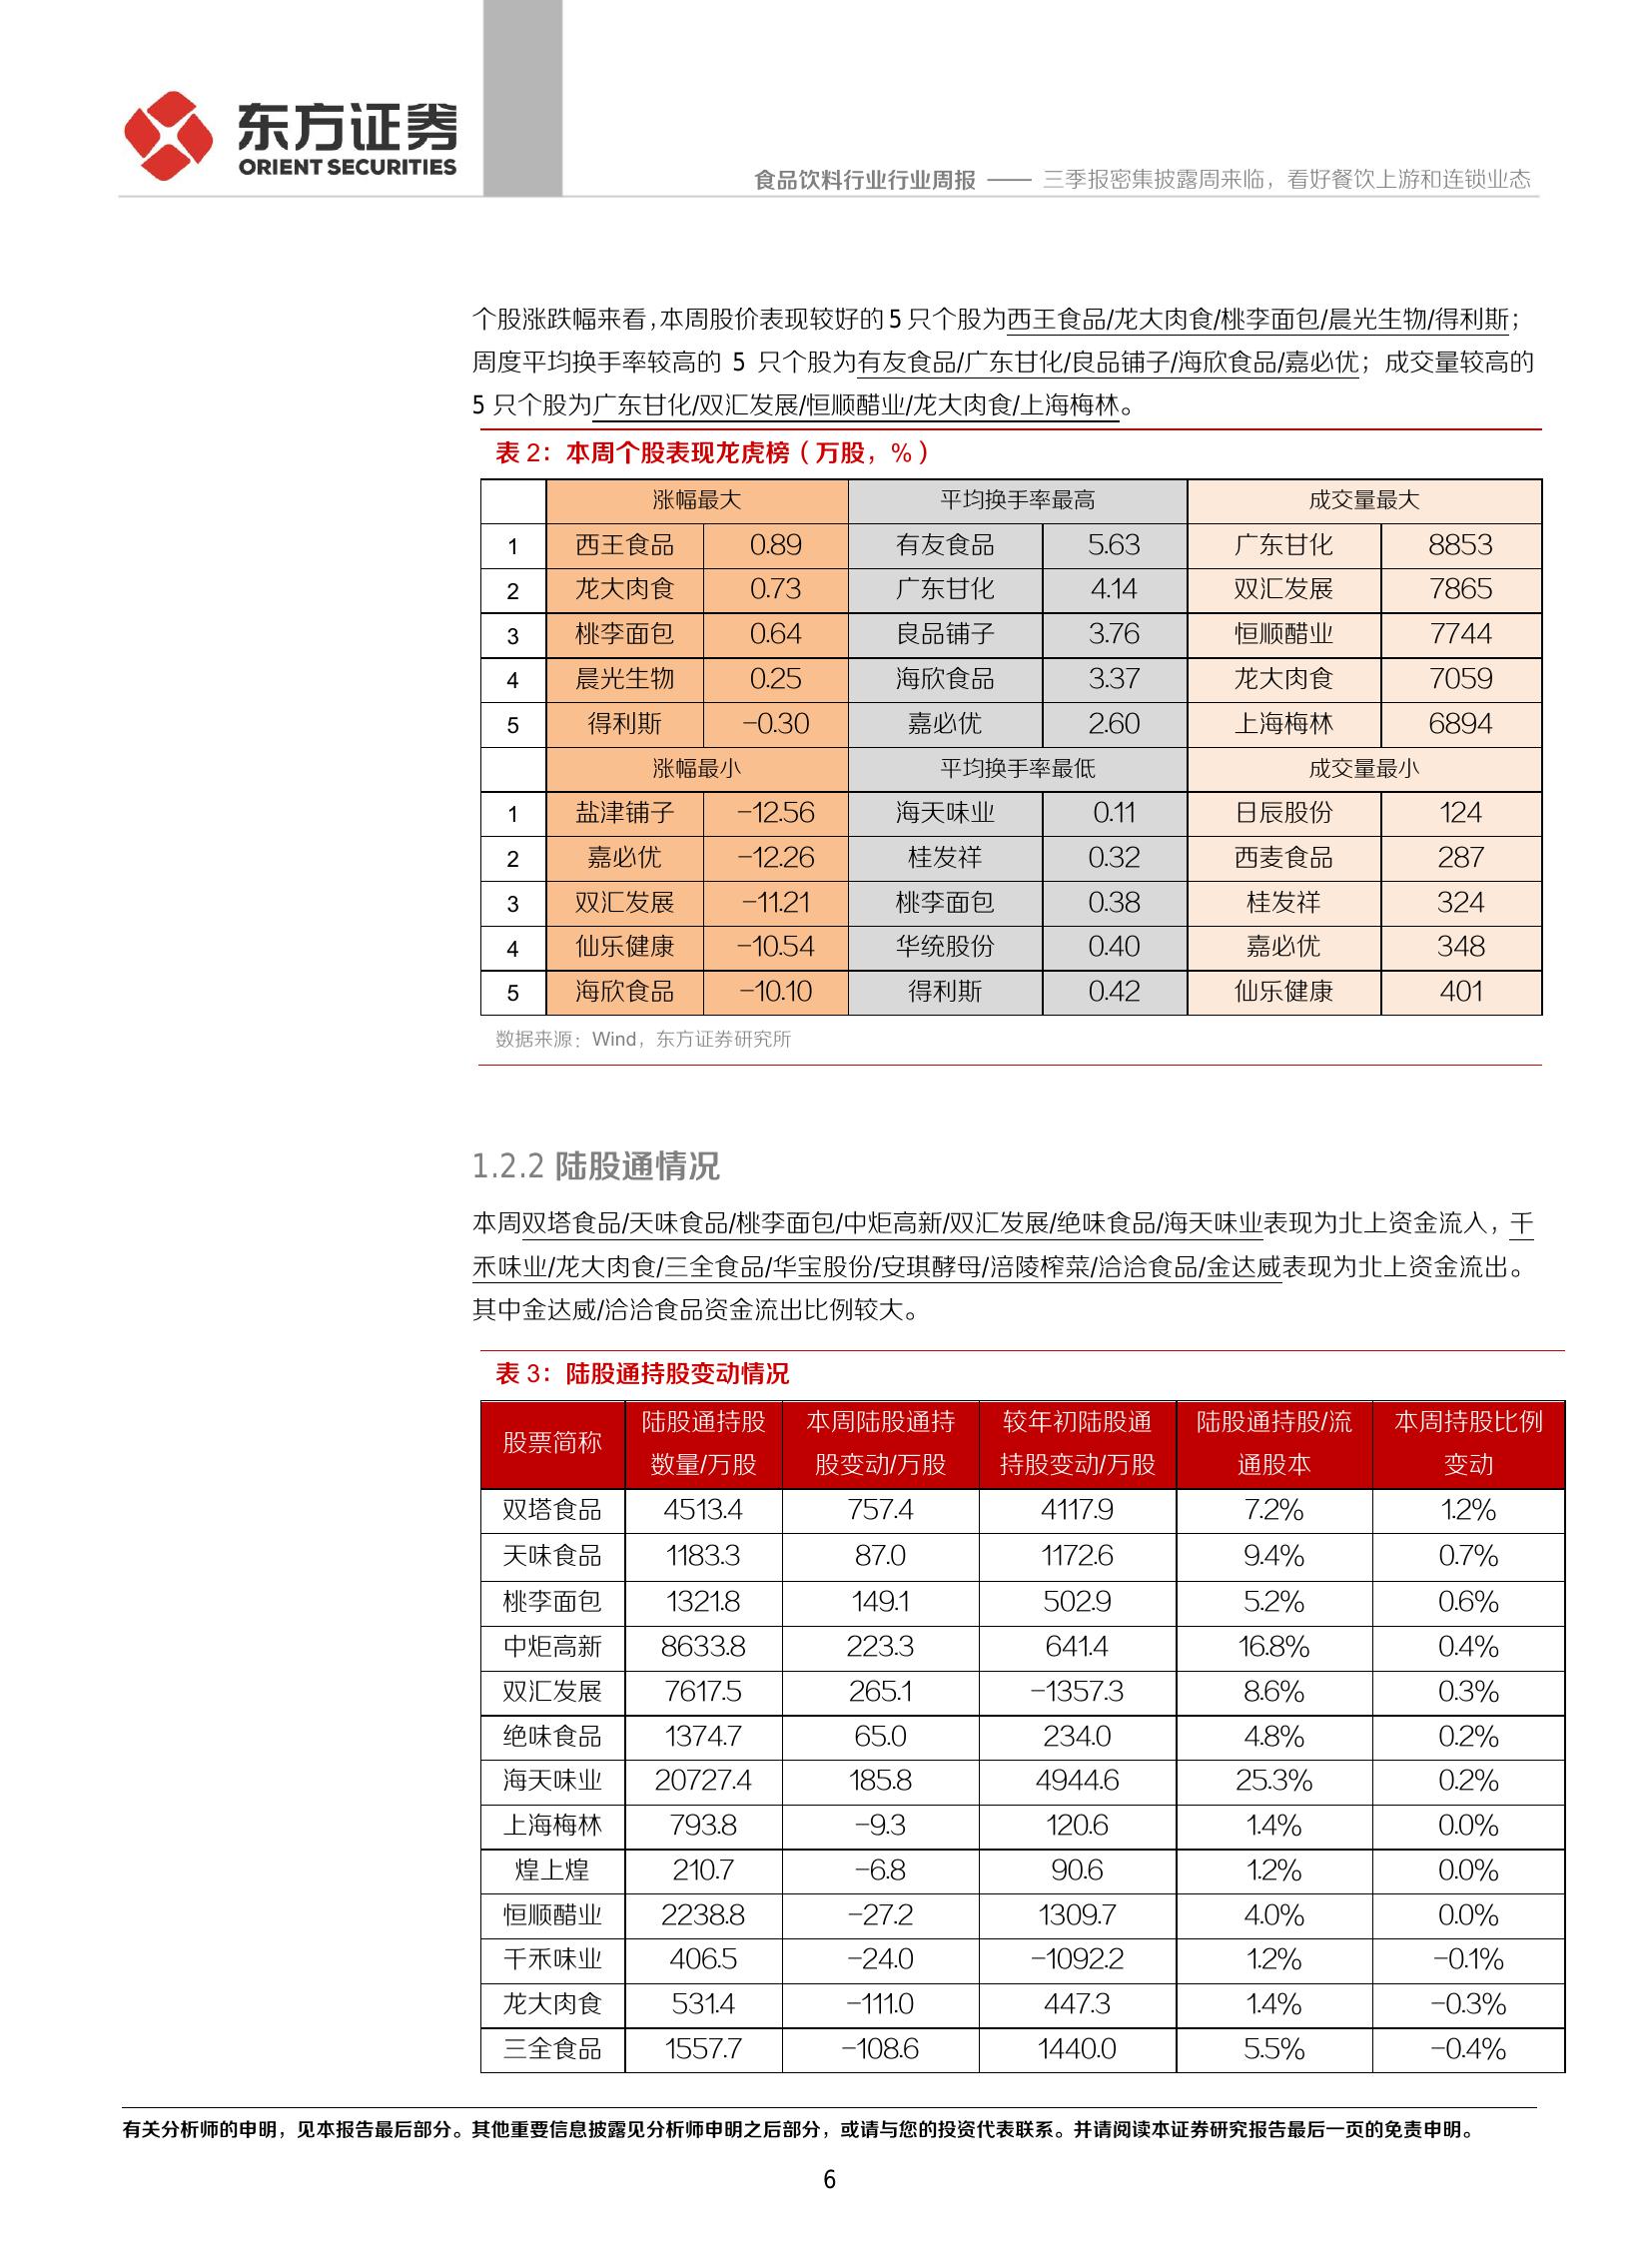 东方证券
ORIENT SECURITIES
食品饮料行业行业周报 —— 三季报密集披露周来临，看好餐饮上游和连锁业态
个股涨跌幅来看，本周股价表现较好的 5 只个股为西王食品/龙大肉食/桃李面包/晨光生物/得利斯；
周度平均换手率较高的 5 只个股为有友食品/广东甘化/良品铺子/海欣食品/嘉必优；成交量较高的
5 只个股为广东甘化/双汇发展/恒顺醋业/龙大肉食/上海梅林。
表 2：本周个股表现龙虎榜（万股，%）
涨幅最大 平均换手率最高 成交量最大
1 西王食品 0.89 有友食品 5.63 广东甘化 8853
2 龙大肉食 0.73 广东甘化 4.14 双汇发展 7865
3 桃李面包 0.64 良品铺子 3.76 恒顺醋业 7744
4 晨光生物 0.25 海欣食品 3.37 龙大肉食 7059
5 得利斯 -0.30 嘉必优 2.60 上海梅林 6894
涨幅最小 平均换手率最低 成交量最小
1 盐津铺子 -12.56 海天味业 0.11 日辰股份 124
2 嘉必优 -12.26 桂发祥 0.32 西麦食品 287
3 双汇发展 -11.21 桃李面包 0.38 桂发祥 324
4 仙乐健康 -10.54 华统股份 0.40 嘉必优 348
5 海欣食品 -10.10 得利斯 0.42 仙乐健康 401
数据来源：Wind，东方证券研究所
1.2.2 陆股通情况
本周双塔食品/天味食品/桃李面包/中炬高新/双汇发展/绝味食品/海天味业表现为北上资金流入，千
禾味业/龙大肉食/三全食品/华宝股份/安琪酵母/涪陵榨菜/洽洽食品/金达威表现为北上资金流出。
其中金达威/洽洽食品资金流出比例较大。
表 3：陆股通持股变动情况
股票简称 陆股通持股数量/万股 本周陆股通持股变动/万股 较年初陆股通持股变动/万股 陆股通持股/流通股本 本周持股比例变动
双塔食品 4513.4 757.4 4117.9 7.2% 1.2%
天味食品 1183.3 87.0 1172.6 9.4% 0.7%
桃李面包 1321.8 149.1 502.9 5.2% 0.6%
中炬高新 8633.8 223.3 641.4 16.8% 0.4%
双汇发展 7617.5 265.1 -1357.3 8.6% 0.3%
绝味食品 1374.7 65.0 234.0 4.8% 0.2%
海天味业 20727.4 185.8 4944.6 25.3% 0.2%
上海梅林 793.8 -9.3 120.6 1.4% 0.0%
煌上煌 210.7 -6.8 90.6 1.2% 0.0%
恒顺醋业 2238.8 -27.2 1309.7 4.0% 0.0%
千禾味业 406.5 -24.0 -1092.2 1.2% -0.1%
龙大肉食 531.4 -111.0 447.3 1.4% -0.3%
三全食品 1557.7 -108.6 1440.0 5.5% -0.4%
有关分析师的申明，见本报告最后部分。其他重要信息披露见分析师申明之后部分，或请与您的投资代表联系。并请阅读本证券研究报告最后一页的免责申明。
6